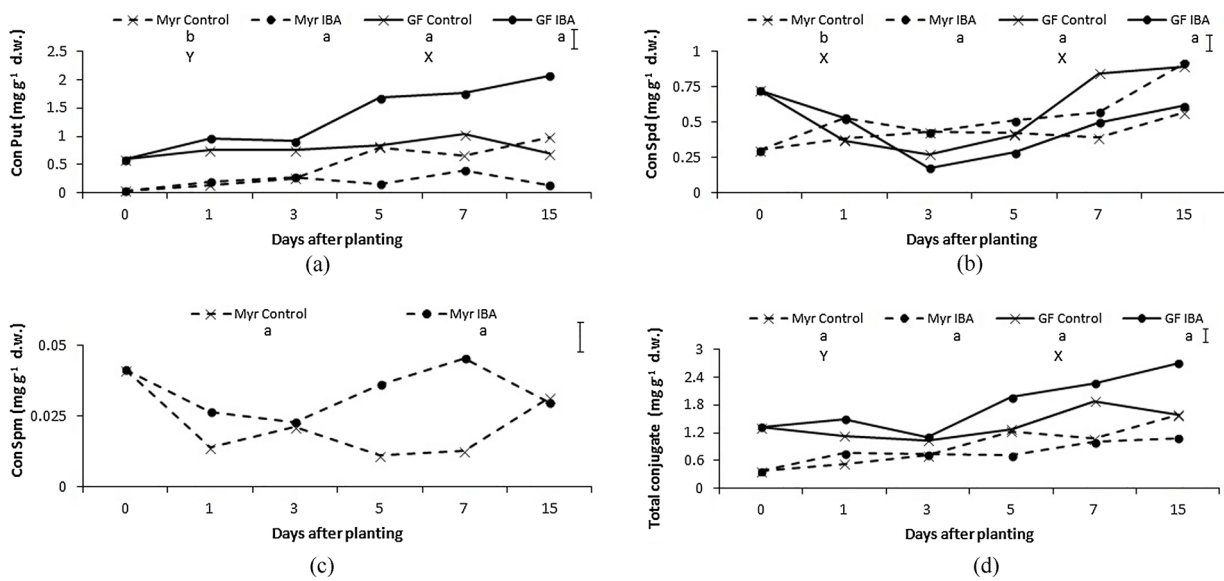 Myr Control Myr IBA GF Control GF IBA
b a a a
Y X
2.5
2
1.5
1
0.5
0
Con Put (mg g⁻¹ d.w.)
0 1 3 5 7 15
Days after planting
(a)
Myr Control Myr IBA GF Control GF IBA
b a a a
X X
1
0.75
0.5
0.25
0
Con Spd (mg g⁻¹ d.w.)
0 1 3 5 7 15
Days after planting
(b)
Myr Control Myr IBA
a a
0.05
0.025
0
Con Spm (mg g⁻¹ d.w.)
0 1 3 5 7 15
Days after planting
(c)
Myr Control Myr IBA GF Control GF IBA
a a a a
Y X
3
2.4
1.8
1.2
0.6
0
Total conjugate (mg g⁻¹ d.w.)
0 1 3 5 7 15
Days after planting
(d)